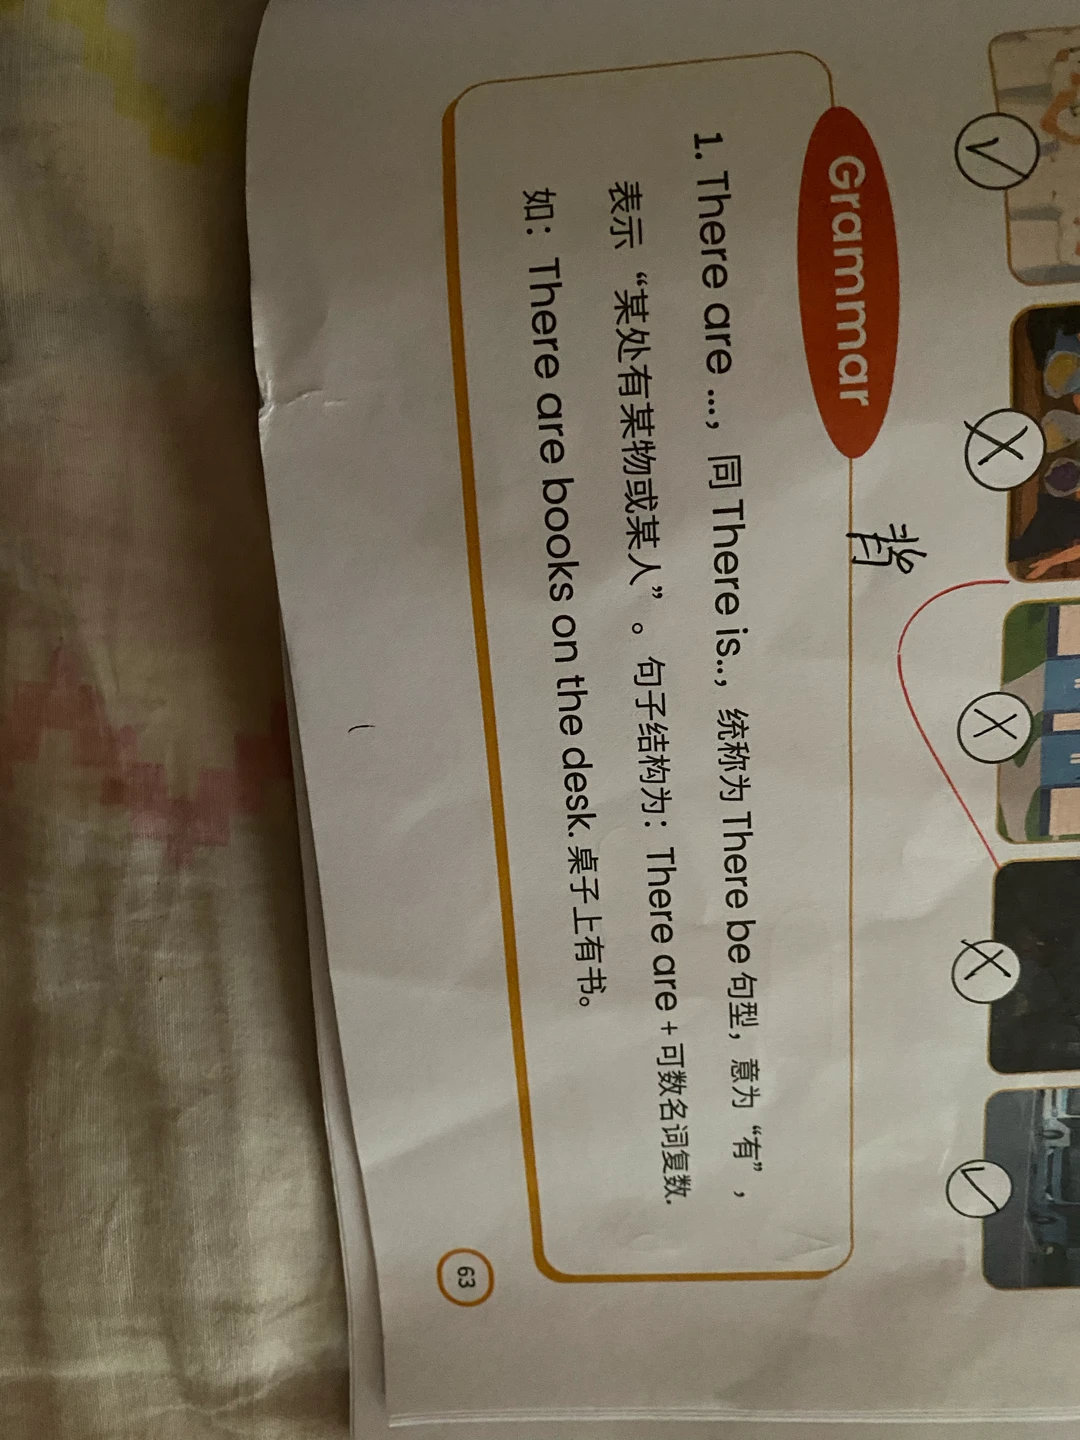 背
Grammar
1. There are ...，同 There is..，统称为 There be 句型，意为“有”，
表示“某处有某物或某人”。句子结构为：There are + 可数名词复数.
如：There are books on the desk. 桌子上有书。
63